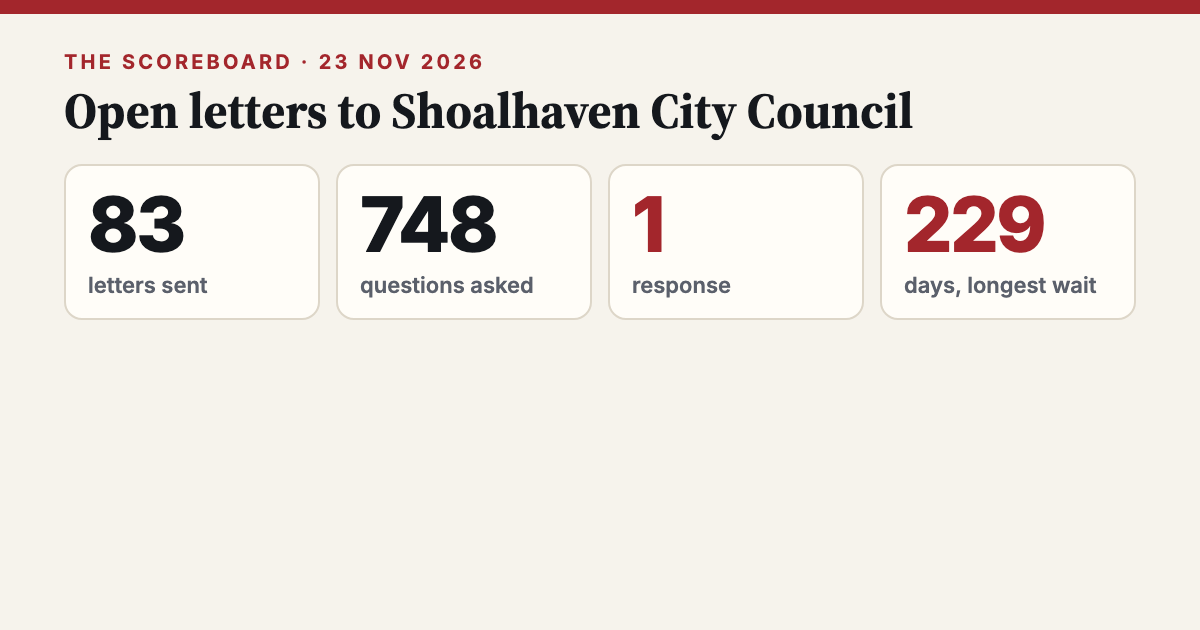 THE SCOREBOARD · 23 NOV 2026
Open letters to Shoalhaven City Council
83
letters sent
748
questions asked
1
response
229
days, longest wait